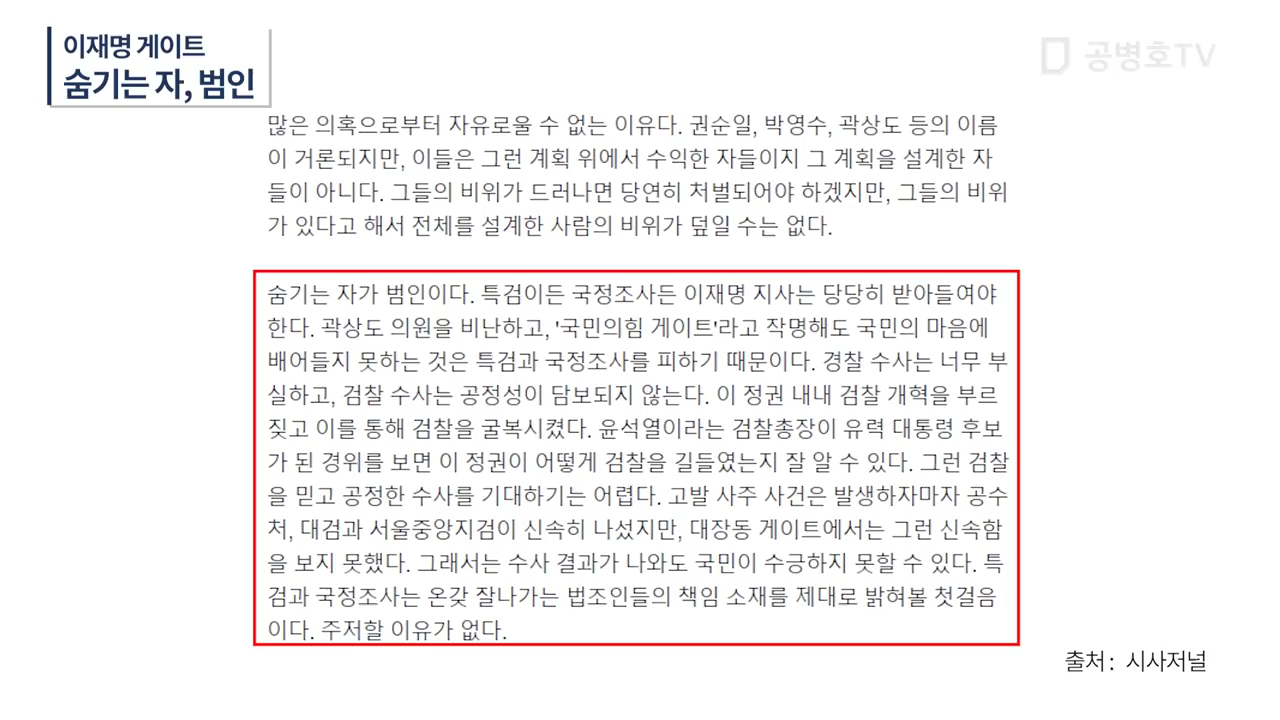 이재명 게이트
숨기는 자, 범인
공병호TV
많은 의혹으로부터 자유로울 수 없는 이유다. 권순일, 박영수, 곽상도 등의 이름
이 거론되지만, 이들은 그런 계획 위에서 수익한 자들이지 그 계획을 설계한 자
들이 아니다. 그들의 비위가 드러나면 당연히 처벌되어야 하겠지만, 그들의 비위
가 있다고 해서 전체를 설계한 사람의 비위가 덮일 수는 없다.
숨기는 자가 범인이다. 특검이든 국정조사든 이재명 지사는 당당히 받아들여야
한다. 곽상도 의원을 비난하고, '국민의힘 게이트'라고 작명해도 국민의 마음에
배어들지 못하는 것은 특검과 국정조사를 피하기 때문이다. 경찰 수사는 너무 부
실하고, 검찰 수사는 공정성이 담보되지 않는다. 이 정권 내내 검찰 개혁을 부르
짖고 이를 통해 검찰을 굴복시켰다. 윤석열이라는 검찰총장이 유력 대통령 후보
가 된 경위를 보면 이 정권이 어떻게 검찰을 길들였는지 잘 알 수 있다. 그런 검찰
을 믿고 공정한 수사를 기대하기는 어렵다. 고발 사주 사건은 발생하자마자 공수
처, 대검과 서울중앙지검이 신속히 나섰지만, 대장동 게이트에서는 그런 신속함
을 보지 못했다. 그래서는 수사 결과가 나와도 국민이 수긍하지 못할 수 있다. 특
검과 국정조사는 온갖 잘나가는 법조인들의 책임 소재를 제대로 밝혀볼 첫걸음
이다. 주저할 이유가 없다.
출처 : 시사저널